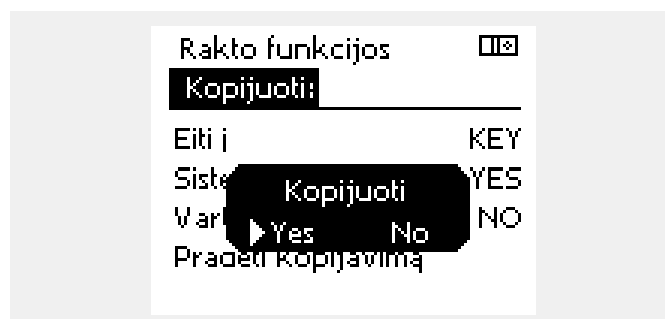 Rakto funkcijos
Kopijuoti:
Eiti į KEY
YES
Kopijuoti
NO
Yes No
Pradėti kopijavimą